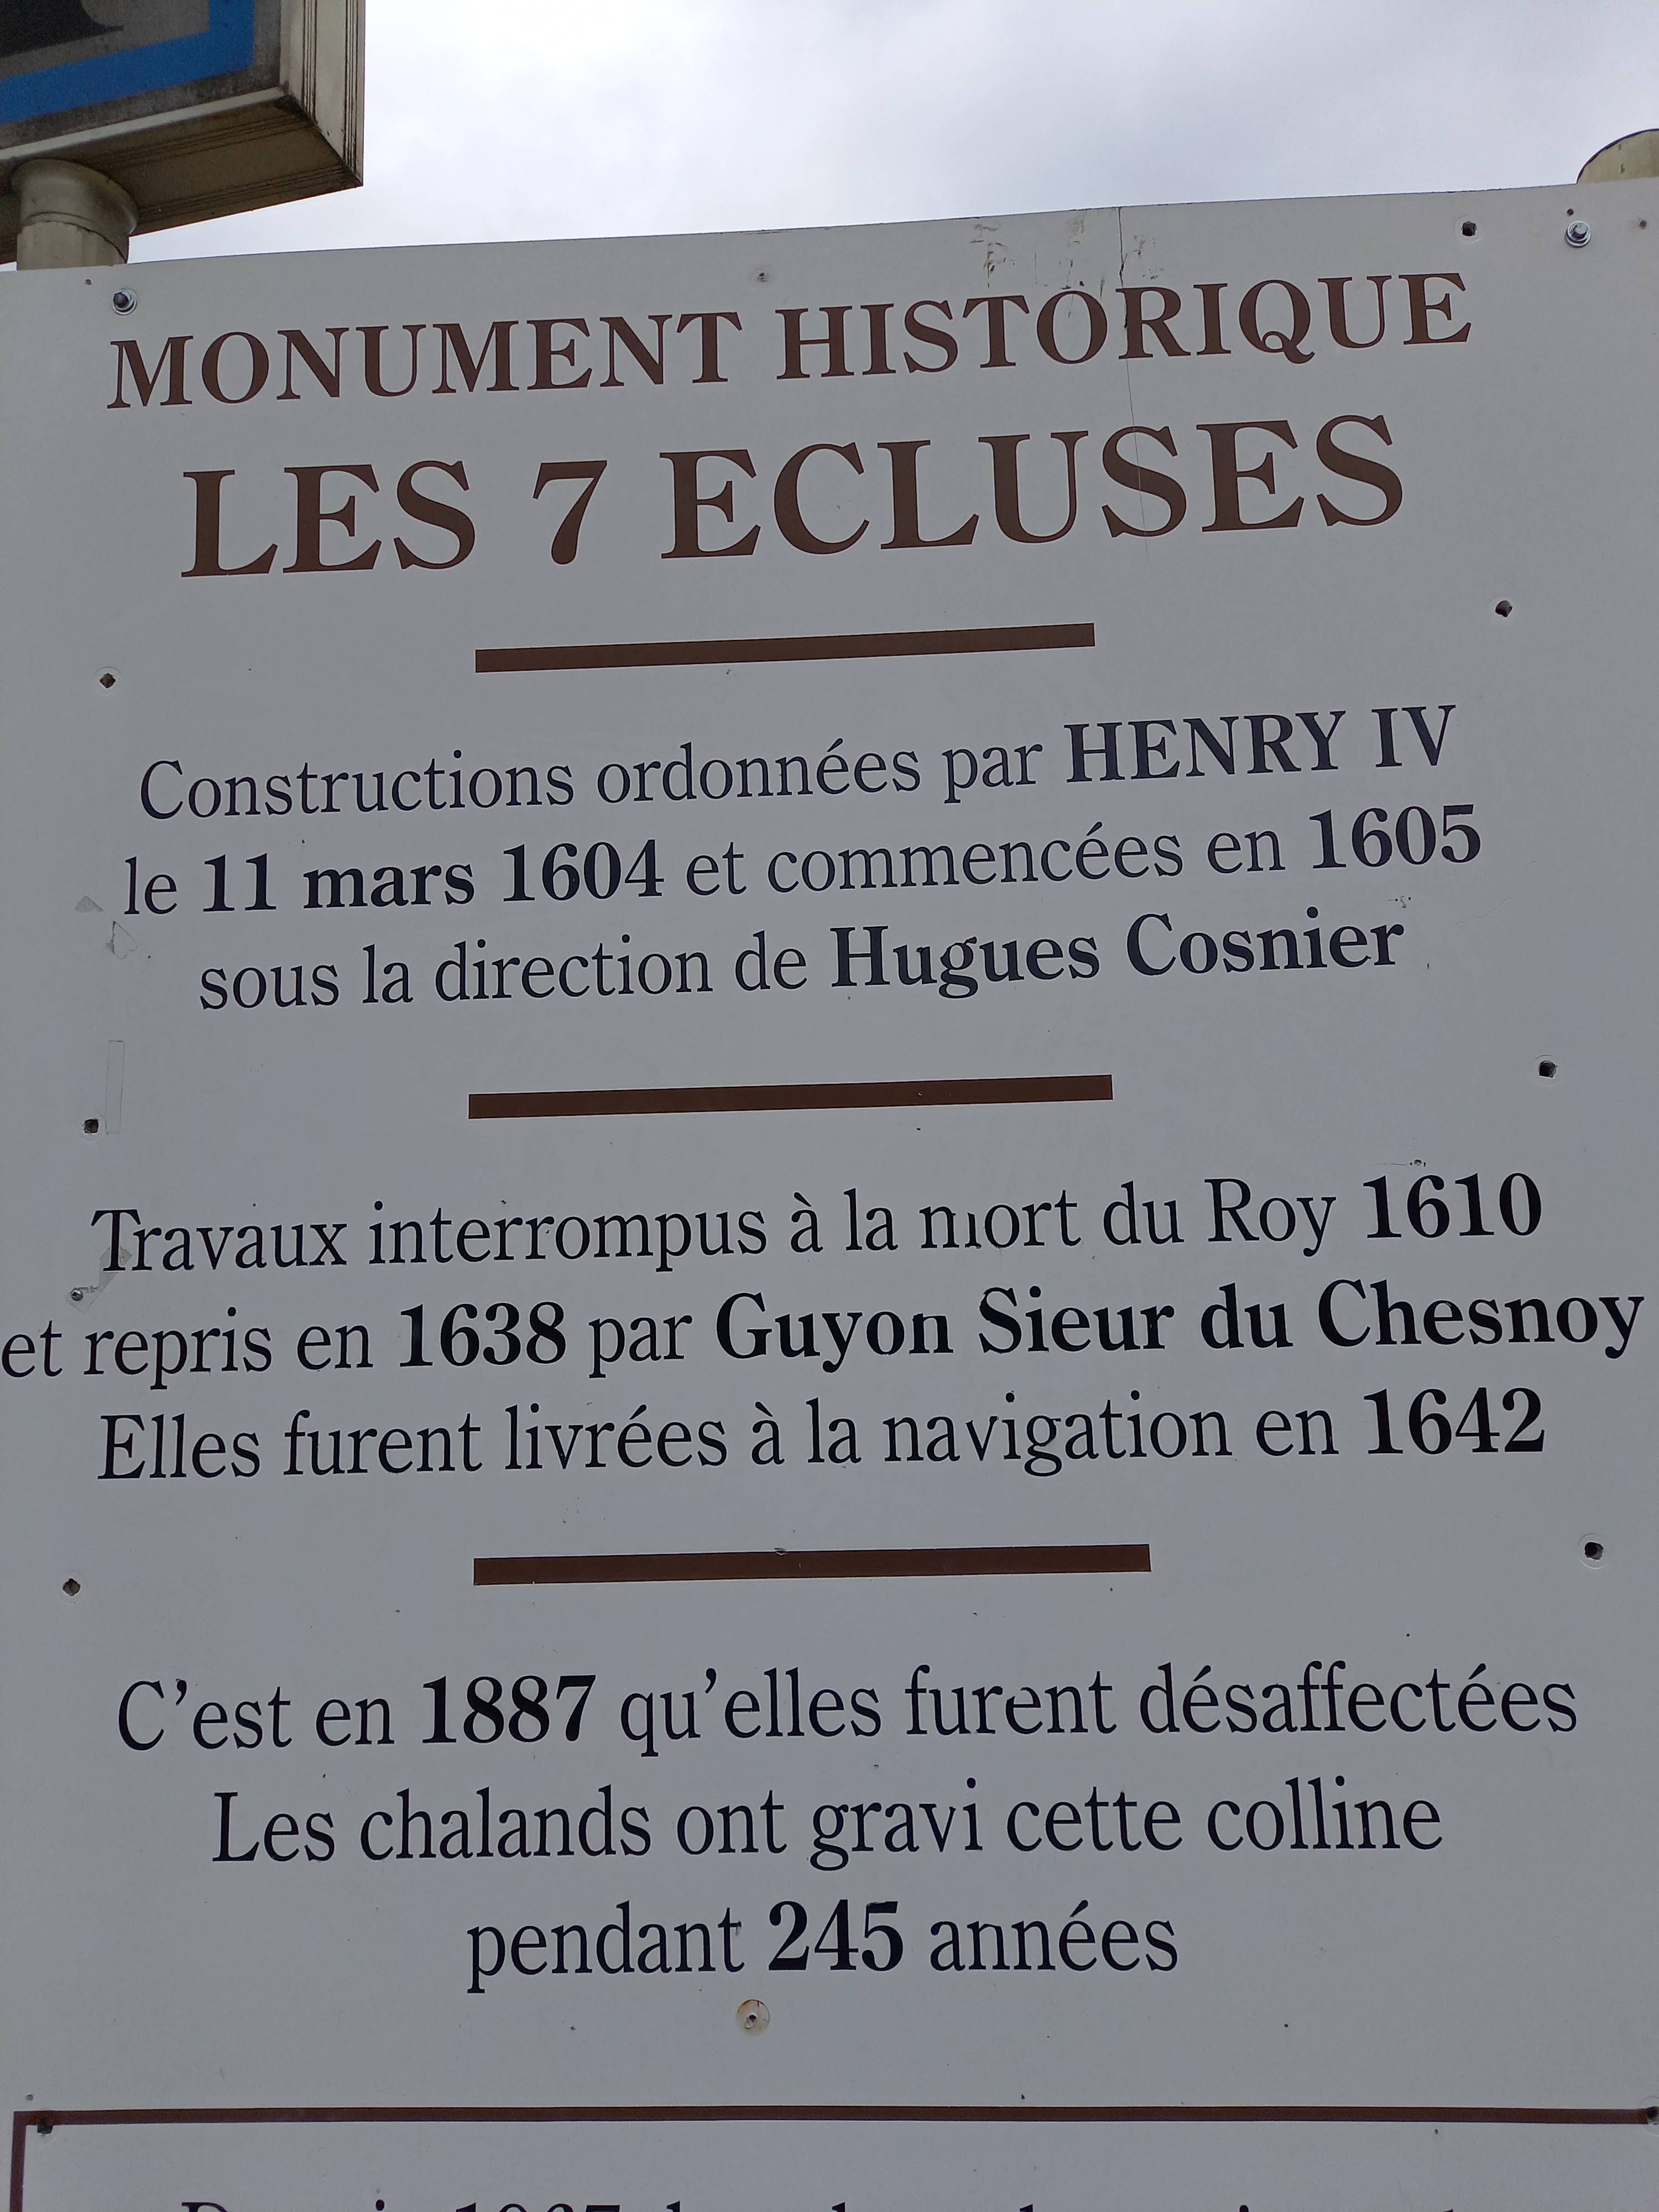 MONUMENT HISTORIQUE
LES 7 ECLUSES
Constructions ordonnées par HENRY IV
le 11 mars 1604 et commencées en 1605
sous la direction de Hugues Cosnier
Travaux interrompus à la mort du Roy 1610
et repris en 1638 par Guyon Sieur du Chesnoy
Elles furent livrées à la navigation en 1642
C'est en 1887 qu'elles furent désaffectées
Les chalands ont gravi cette colline
pendant 245 années